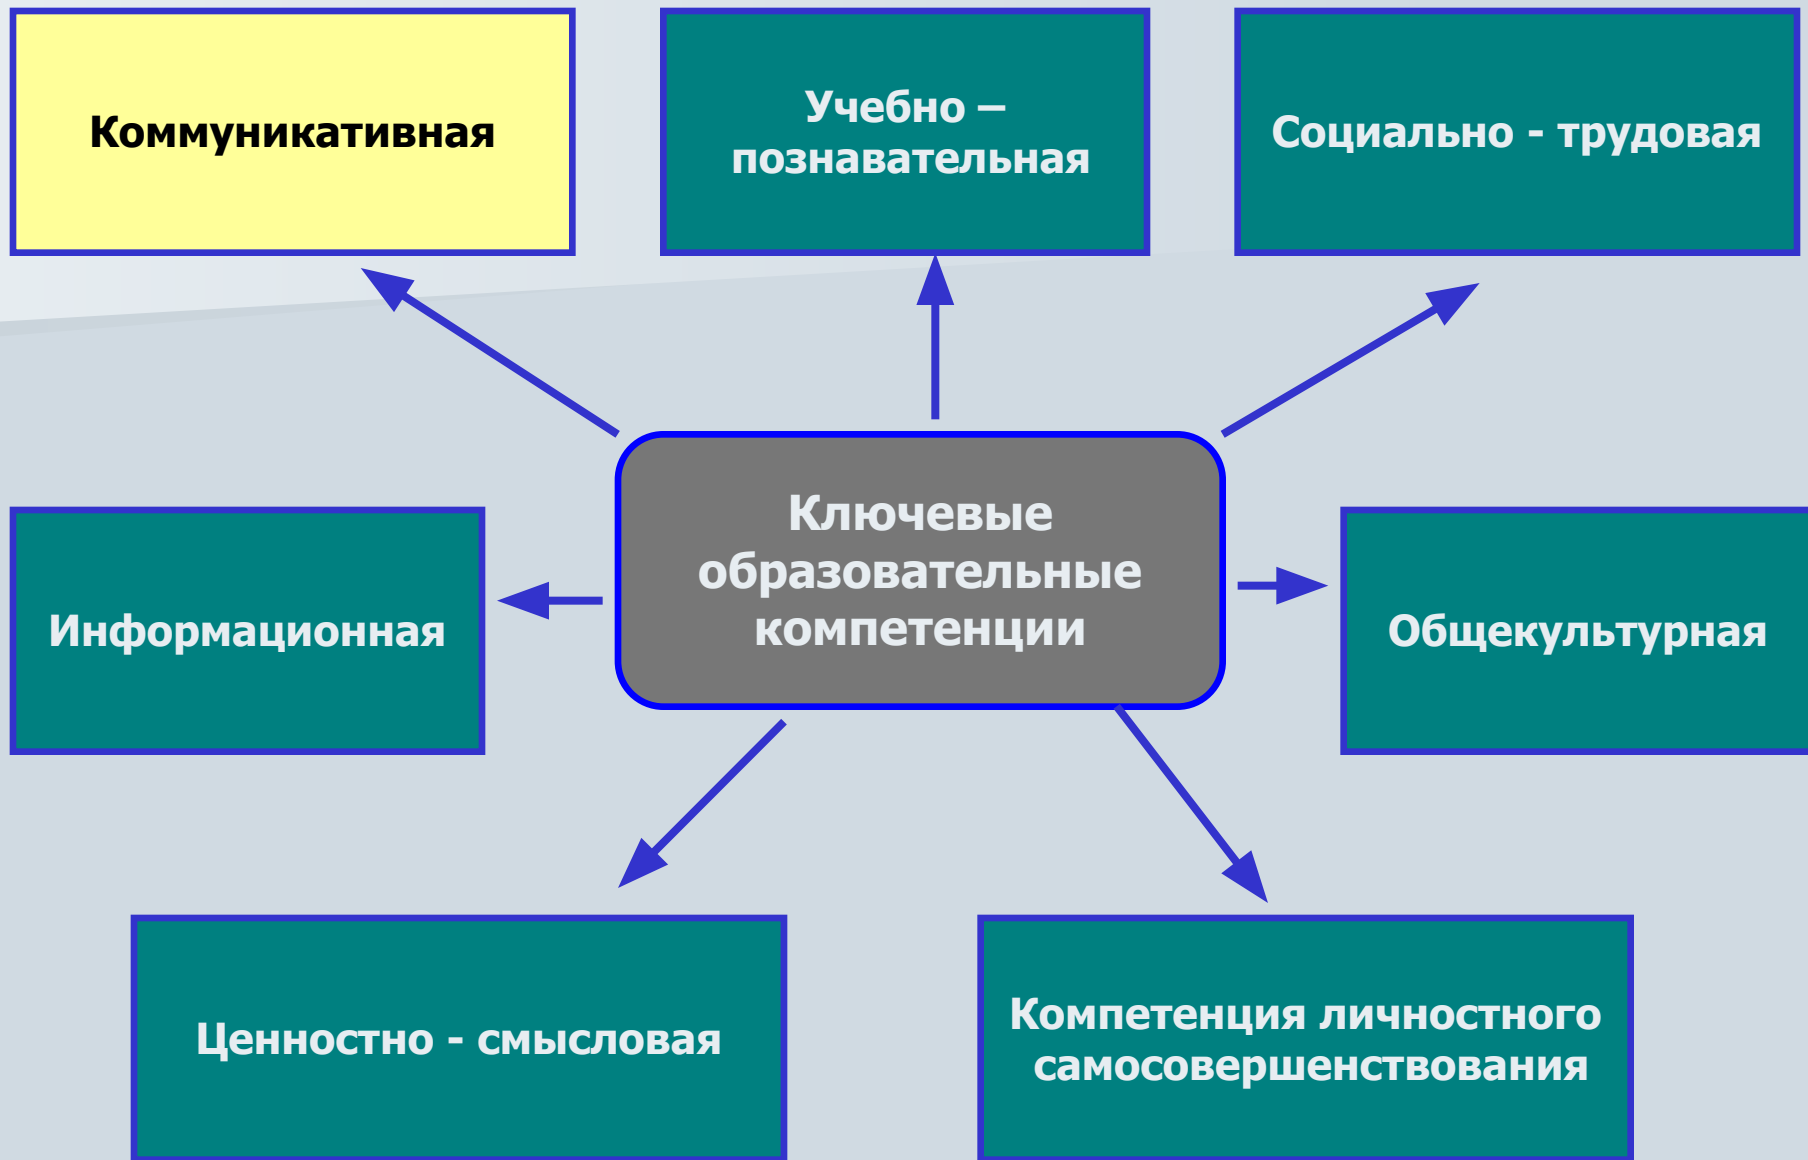 Коммуникативная
Учебно –
познавательная
Социально - трудовая
Ключевые
образовательные
компетенции
Информационная
Общекультурная
Ценностно - смысловая
Компетенция личностного
самосовершенствования